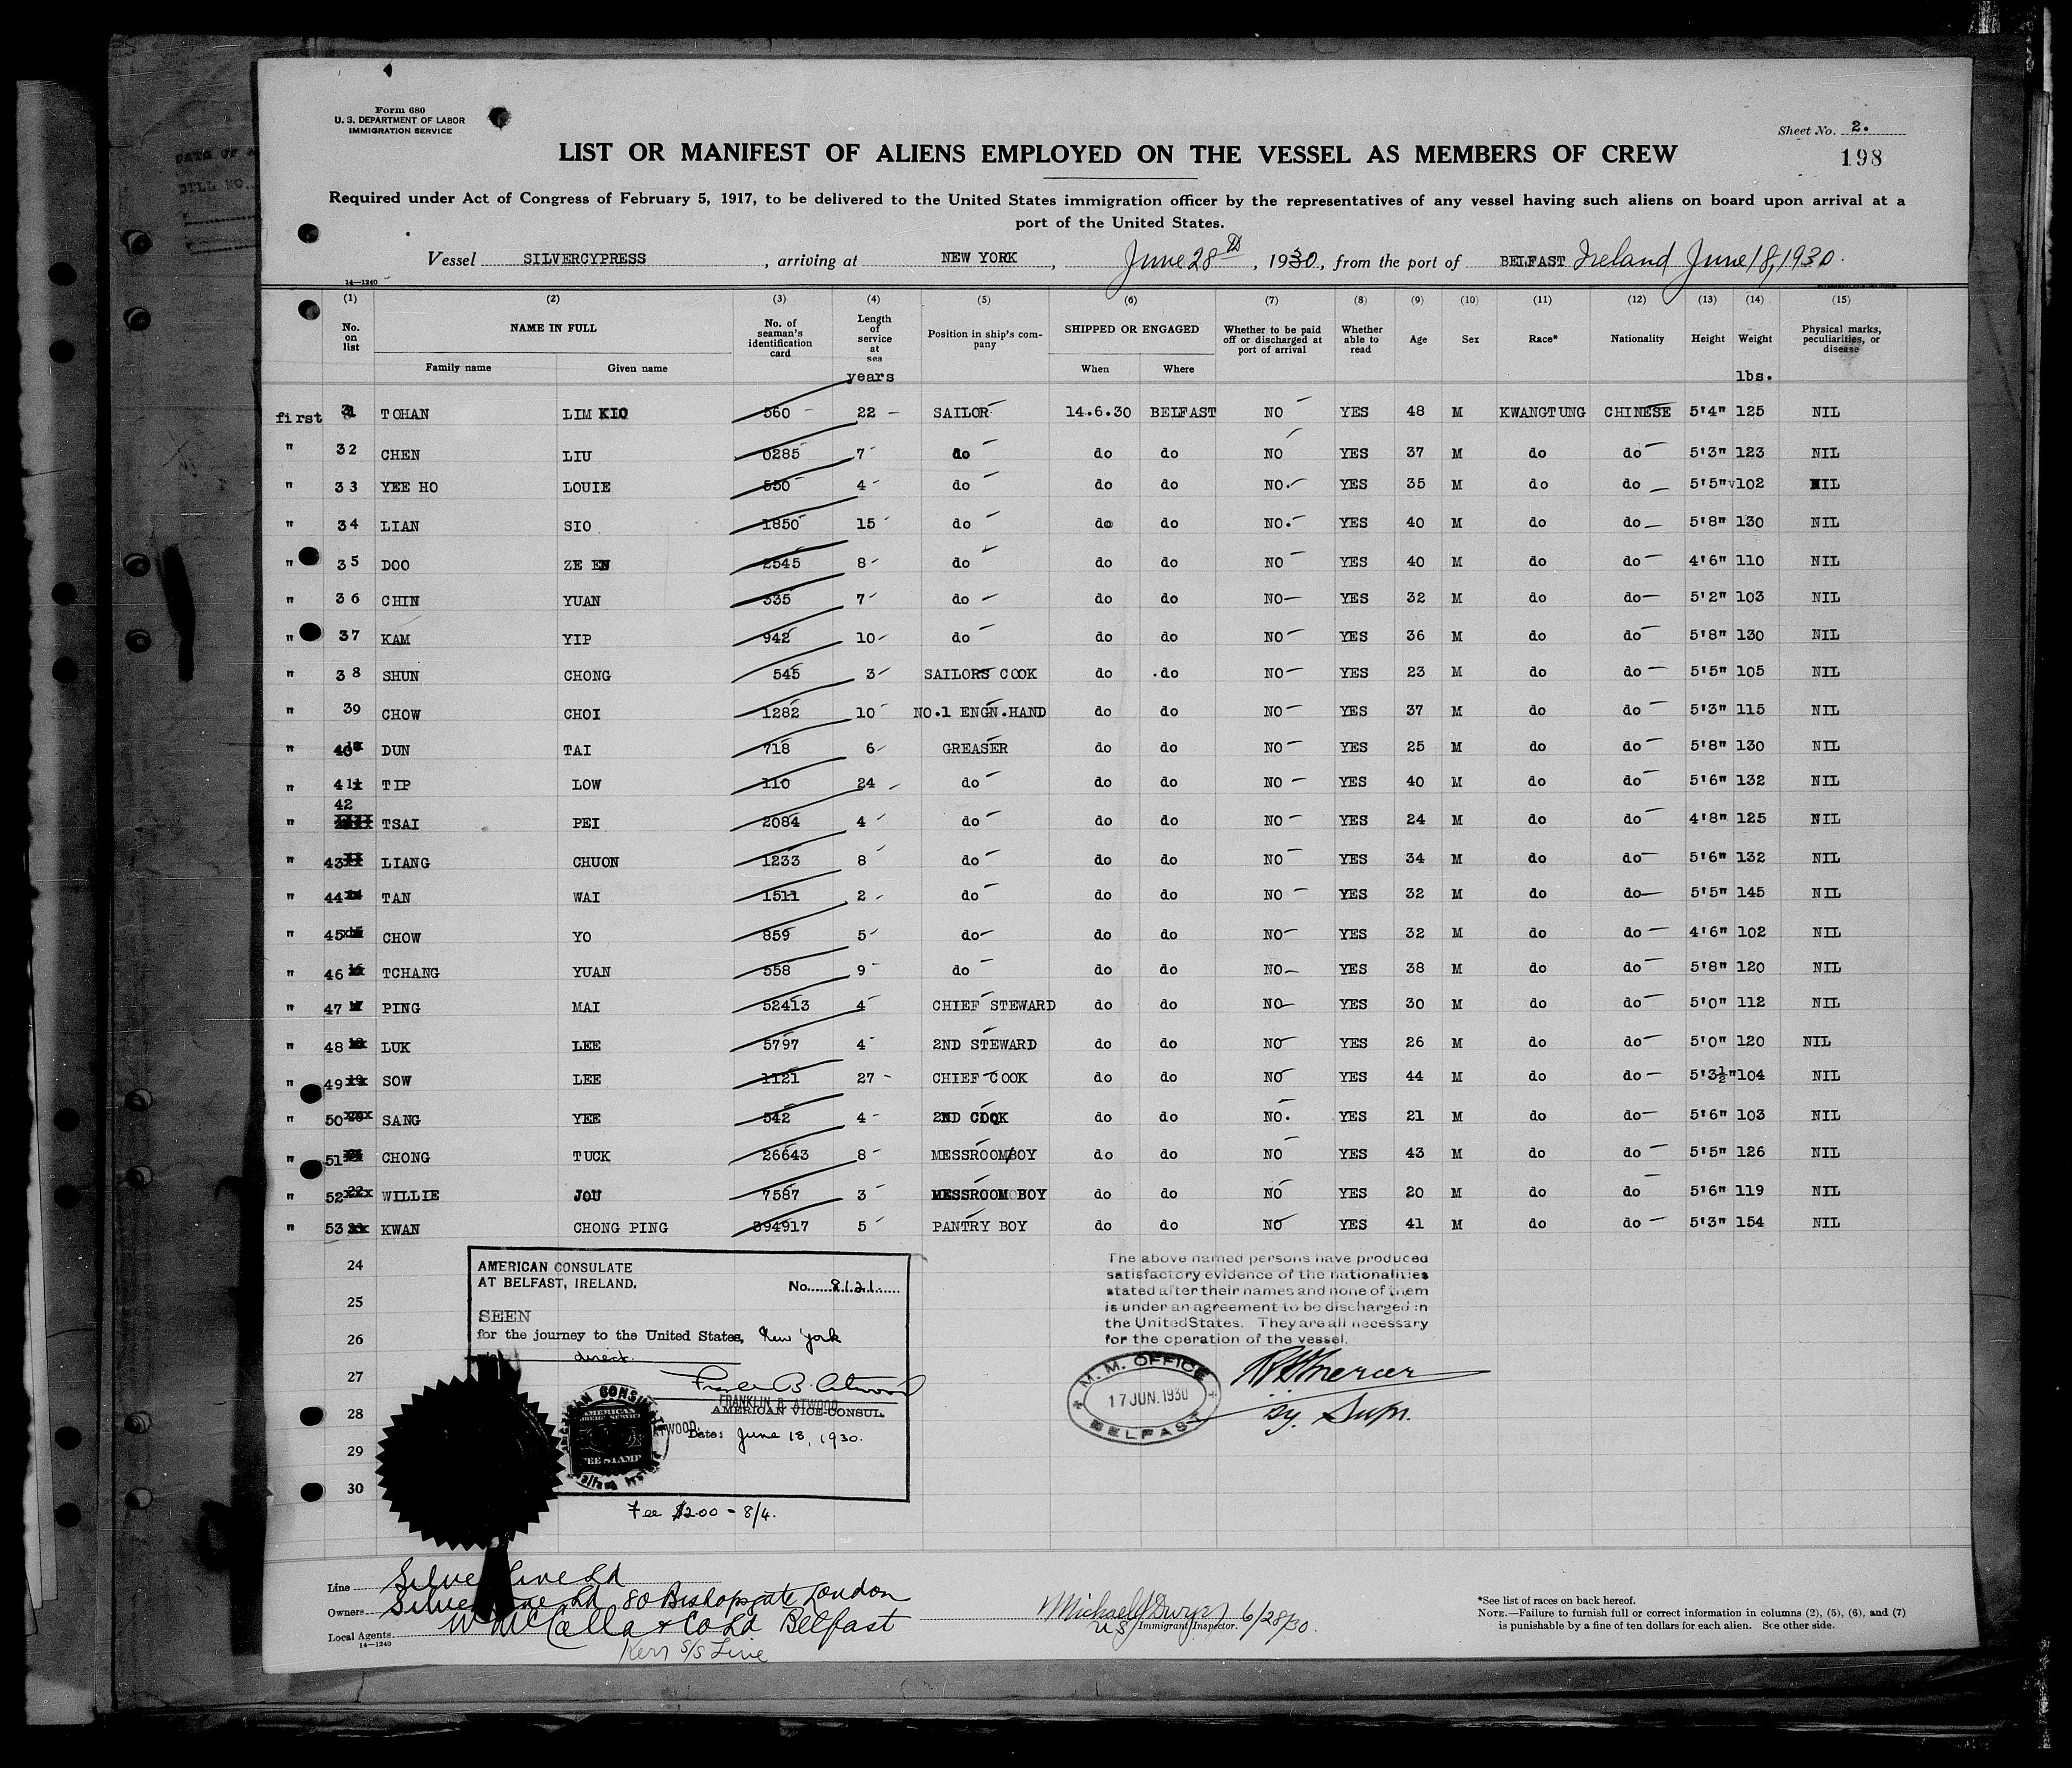 Form 680
U. S. DEPARTMENT OF LABOR
IMMIGRATION SERVICE
Sheet No. 2.
198
LIST OR MANIFEST OF ALIENS EMPLOYED ON THE VESSEL AS MEMBERS OF CREW
Required under Act of Congress of February 5, 1917, to be delivered to the United States immigration officer by the representatives of any vessel having such aliens on board upon arrival at a
port of the United States.
Vessel SILVERCYPRESS, arriving at NEW YORK, June 28th, 1930, from the port of BELFAST Ireland June 18, 1930.
14—1240
(1) (2) (3) (4) (5) (6) (7) (8) (9) (10) (11) (12) (13) (14) (15)
No. on list NAME IN FULL Family name Given name No. of seaman's identification card Length of service at sea years Position in ship's company SHIPPED OR ENGAGED When Where Whether to be paid off or discharged at port of arrival Whether able to read Age Sex Race* Nationality Height Weight lbs. Physical marks, peculiarities, or disease
first 31 TCHAN LIM KIO 560 22 SAILOR 14.6.30 BELFAST NO YES 48 M KWANGTUNG CHINESE 5'4" 125 NIL
" 32 CHEN LIU 0285 7 do do do NO YES 37 M do do 5'3" 123 NIL
" 33 YEE HO LOUIE 550 4 do do do NO. YES 35 M do do 5'5" 102 NIL
" 34 LIAN SIO 1850 15 do do do NO. YES 40 M do do 5'8" 130 NIL
" 35 DOO ZE EN 2545 8 do do do NO YES 40 M do do 4'6" 110 NIL
" 36 CHIN YUAN 335 7 do do do NO YES 32 M do do 5'2" 103 NIL
" 37 KAM YIP 942 10 do do do NO YES 36 M do do 5'8" 130 NIL
" 38 SHUN CHONG 545 3 SAILORS COOK do .do NO YES 23 M do do 5'5" 105 NIL
" 39 CHOW CHOI 1282 10 NO.1 ENGN.HAND do do NO YES 37 M do do 5'3" 115 NIL
" 40 DUN TAI 718 6 GREASER do do NO YES 25 M do do 5'8" 130 NIL
" 41 TIP LOW 110 24 do do do NO YES 40 M do do 5'6" 132 NIL
" 42 TSAI PEI 2084 4 do do do NO YES 24 M do do 4'8" 125 NIL
" 43 LIANG CHUON 1233 8 do do do NO YES 34 M do do 5'6" 132 NIL
" 44 TAN WAI 1511 2 do do do NO YES 32 M do do 5'5" 145 NIL
" 45 CHOW YO 859 5 do do do NO YES 32 M do do 4'6" 102 NIL
" 46 TCHANG YUAN 558 9 do do do NO YES 38 M do do 5'8" 120 NIL
" 47 PING MAI 52413 4 CHIEF STEWARD do do NO YES 30 M do do 5'0" 112 NIL
" 48 LUK LEE 5797 4 2ND STEWARD do do NO YES 26 M do do 5'0" 120 NIL
" 49 SOW LEE 1121 27 CHIEF COOK do do NO YES 44 M do do 5'3½" 104 NIL
" 50 SANG YEE 542 4 2ND COOK do do NO. YES 21 M do do 5'6" 103 NIL
" 51 CHONG TUCK 26643 8 MESSROOM/BOY do do NO YES 43 M do do 5'5" 126 NIL
" 52 WILLIE JOU 7587 3 MESSROOM BOY do do NO YES 20 M do do 5'6" 119 NIL
" 53 KWAN CHONG PING 394917 5 PANTRY BOY do do NO YES 41 M do do 5'3" 154 NIL
24
25
26
27
28
29
30
AMERICAN CONSULATE
AT BELFAST, IRELAND. No. 8121
SEEN
for the journey to the United States, New York
direct.
FRANKLIN B. ATWOOD
AMERICAN VICE CONSUL.
Date: June 18, 1930.
AMERICAN
FOREIGN SERVICE
FEE STAMP
Fee $2.00 = 8/4.
The above named persons have produced
satisfactory evidence of the nationalities
stated after their names and none of them
is under an agreement to be discharged in
the United States. They are all necessary
for the operation of the vessel.
M. M. OFFICE
17 JUN. 1930
BELFAST
Line Silver Line Ld
Owners Silver Line Ld 80 Bishopsgate London
Local Agents W McCalla & Co Ld Belfast
14—1240
Kerr S/S Line
Michael J Dwyer 6/28/30.
US Immigrant Inspector.
*See list of races on back hereof.
NOTE.—Failure to furnish full or correct information in columns (2), (5), (6), and (7)
is punishable by a fine of ten dollars for each alien. See other side.